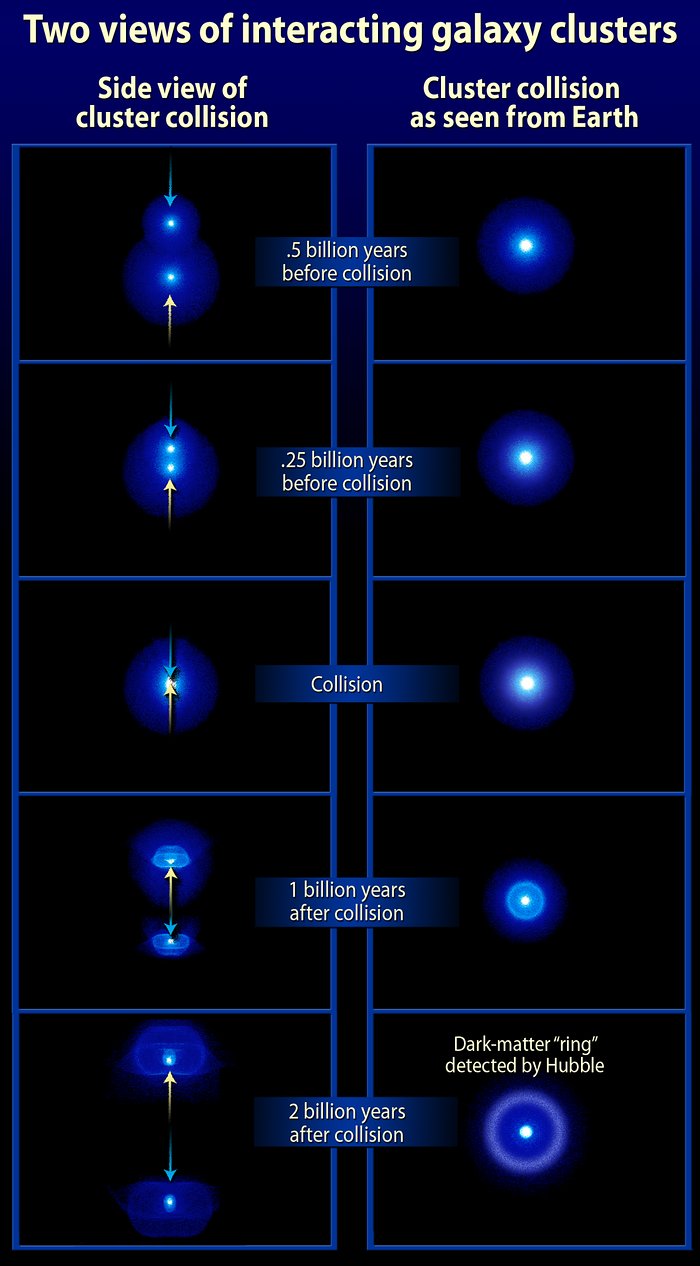 Two views of interacting galaxy clusters
Side view of
cluster collision
Cluster collision
as seen from Earth
.5 billion years
before collision
.25 billion years
before collision
Collision
1 billion years
after collision
Dark-matter “ring”
detected by Hubble
2 billion years
after collision